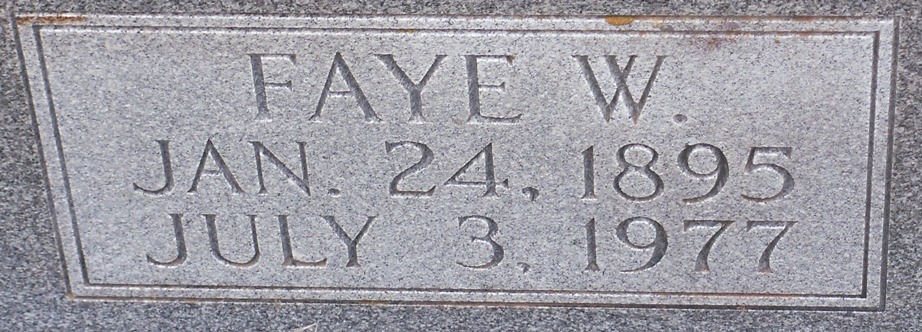 FAYE W.
JAN. 24, 1895
JULY 3, 1977